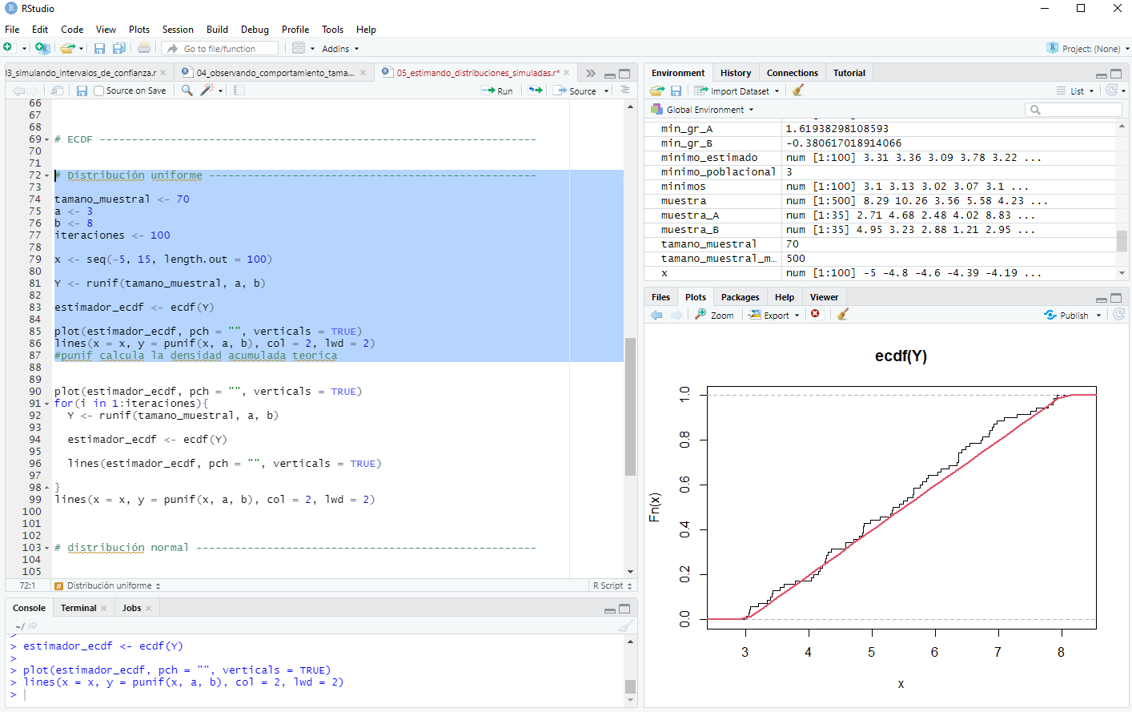 RStudio
File Edit Code View Plots Session Build Debug Profile Tools Help
Go to file/function Addins Project: (None)
03_simulando_intervalos_de_confianza.r 04_observando_comportamiento_tama... 05_estimando_distribuciones_simuladas.r*
Source on Save Run Source
66
67
68
69 # ECDF --------------------------------------------------------------------
70
71
72 # Distribución uniforme ---------------------------------------------------
73
74 tamano_muestral <- 70
75 a <- 3
76 b <- 8
77 iteraciones <- 100
78
79 x <- seq(-5, 15, length.out = 100)
80
81 Y <- runif(tamano_muestral, a, b)
82
83 estimador_ecdf <- ecdf(Y)
84
85 plot(estimador_ecdf, pch = "", verticals = TRUE)
86 lines(x = x, y = punif(x, a, b), col = 2, lwd = 2)
87 #punif calcula la densidad acumulada teorica
88
89
90 plot(estimador_ecdf, pch = "", verticals = TRUE)
91 for(i in 1:iteraciones){
92 Y <- runif(tamano_muestral, a, b)
93
94 estimador_ecdf <- ecdf(Y)
95
96 lines(estimador_ecdf, pch = "", verticals = TRUE)
97
98 }
99 lines(x = x, y = punif(x, a, b), col = 2, lwd = 2)
100
101
102
103 # distribución normal -----------------------------------------------------
104
105
72:1 # Distribución uniforme R Script
Console Terminal Jobs
~/
>
> estimador_ecdf <- ecdf(Y)
>
> plot(estimador_ecdf, pch = "", verticals = TRUE)
> lines(x = x, y = punif(x, a, b), col = 2, lwd = 2)
>
Environment History Connections Tutorial
Import Dataset List
Global Environment
min_gr_A 1.61938298108593
min_gr_B -0.380617018914066
minimo_estimado num [1:100] 3.31 3.36 3.09 3.78 3.22 ...
minimo_poblacional 3
minimos num [1:100] 3.1 3.13 3.02 3.07 3.1 ...
muestra num [1:500] 8.29 10.26 3.56 5.58 4.23 ...
muestra_A num [1:35] 2.71 4.68 2.48 4.02 8.83 ...
muestra_B num [1:35] 4.95 3.23 2.88 1.21 2.95 ...
tamano_muestral 70
tamano_muestral_m... 500
x num [1:100] -5 -4.8 -4.6 -4.39 -4.19 ...
Files Plots Packages Help Viewer
Zoom Export Publish
ecdf(Y)
Fn(x)
1.0
0.8
0.6
0.4
0.2
0.0
3 4 5 6 7 8
x